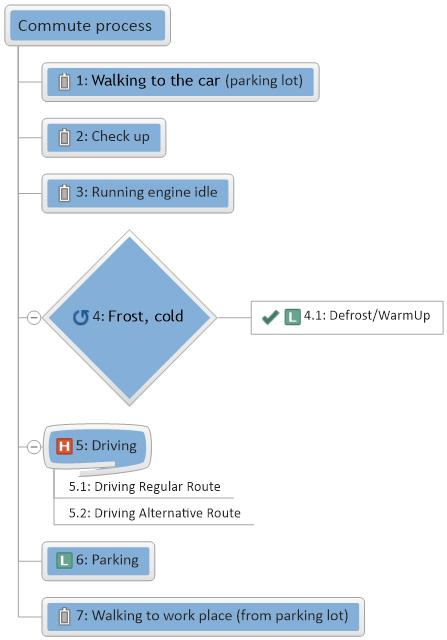 Commute process
1: Walking to the car (parking lot)
2: Check up
3: Running engine idle
4: Frost, cold
L 4.1: Defrost/WarmUp
H 5: Driving
5.1: Driving Regular Route
5.2: Driving Alternative Route
L 6: Parking
7: Walking to work place (from parking lot)